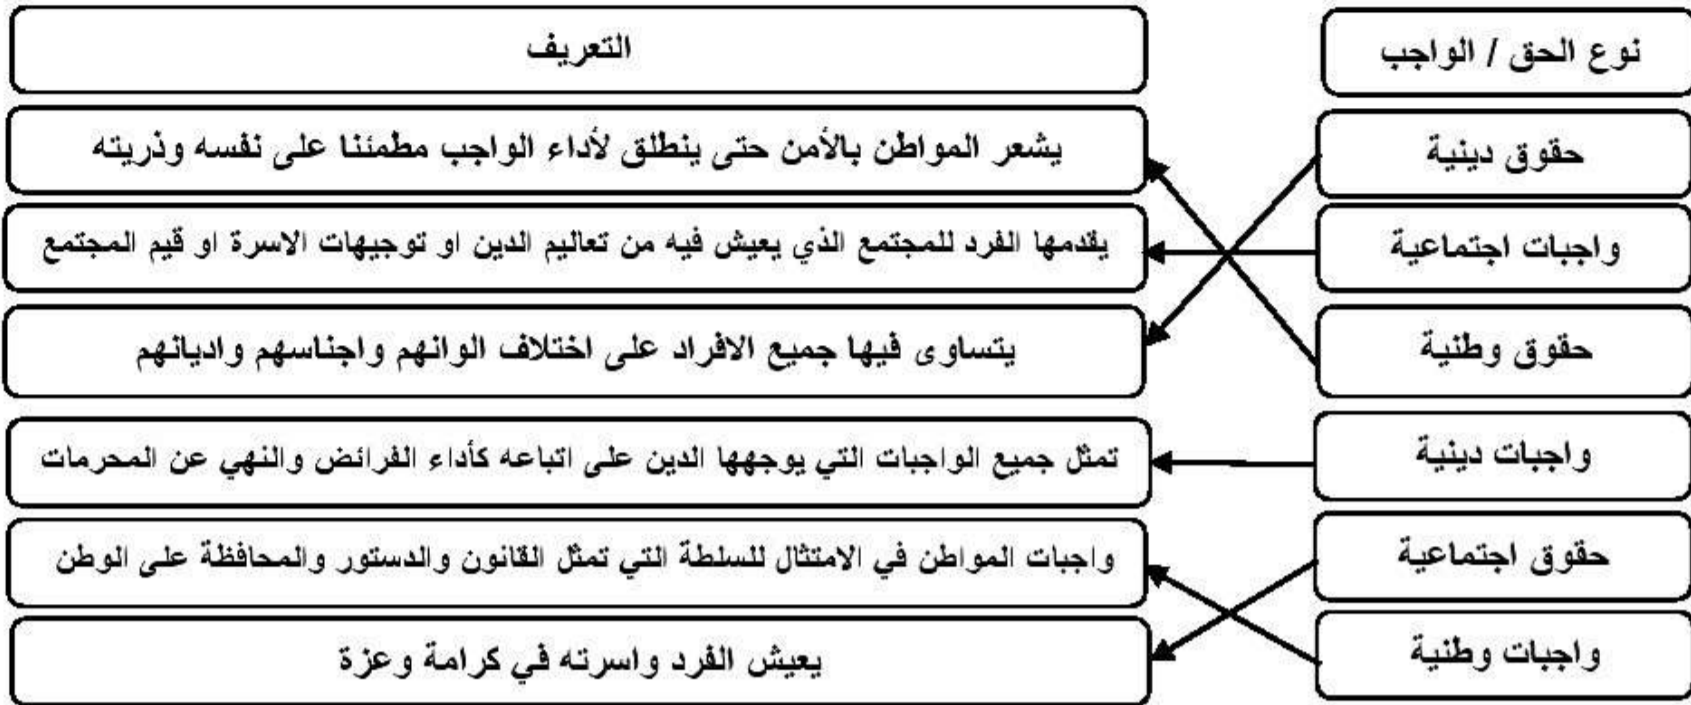 نوع الحق / الواجب
التعريف
حقوق دينية
يشعر المواطن بالأمن حتى ينطلق لأداء الواجب مطمئنا على نفسه وذريته
واجبات اجتماعية
يقدمها الفرد للمجتمع الذي يعيش فيه من تعاليم الدين او توجيهات الاسرة او قيم المجتمع
حقوق وطنية
يتساوى فيها جميع الافراد على اختلاف الوانهم واجناسهم واديانهم
واجبات دينية
تمثل جميع الواجبات التي يوجهها الدين على اتباعه كأداء الفرائض والنهي عن المحرمات
حقوق اجتماعية
واجبات المواطن في الامتثال للسلطة التي تمثل القانون والدستور والمحافظة على الوطن
واجبات وطنية
يعيش الفرد واسرته في كرامة وعزة